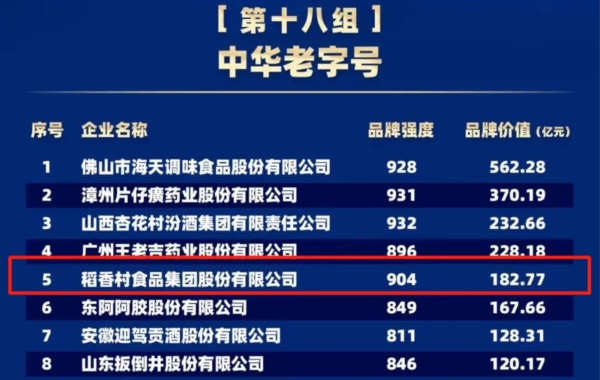 [ 第十八组 ]
中华老字号
序号 企业名称 品牌强度 品牌价值（亿元）
1 佛山市海天调味食品股份有限公司 928 562.28
2 漳州片仔癀药业股份有限公司 931 370.19
3 山西杏花村汾酒集团有限责任公司 932 232.66
4 广州王老吉药业股份有限公司 896 228.18
5 稻香村食品集团股份有限公司 904 182.77
6 东阿阿胶股份有限公司 849 167.66
7 安徽迎驾贡酒股份有限公司 811 128.31
8 山东扳倒井股份有限公司 846 120.17